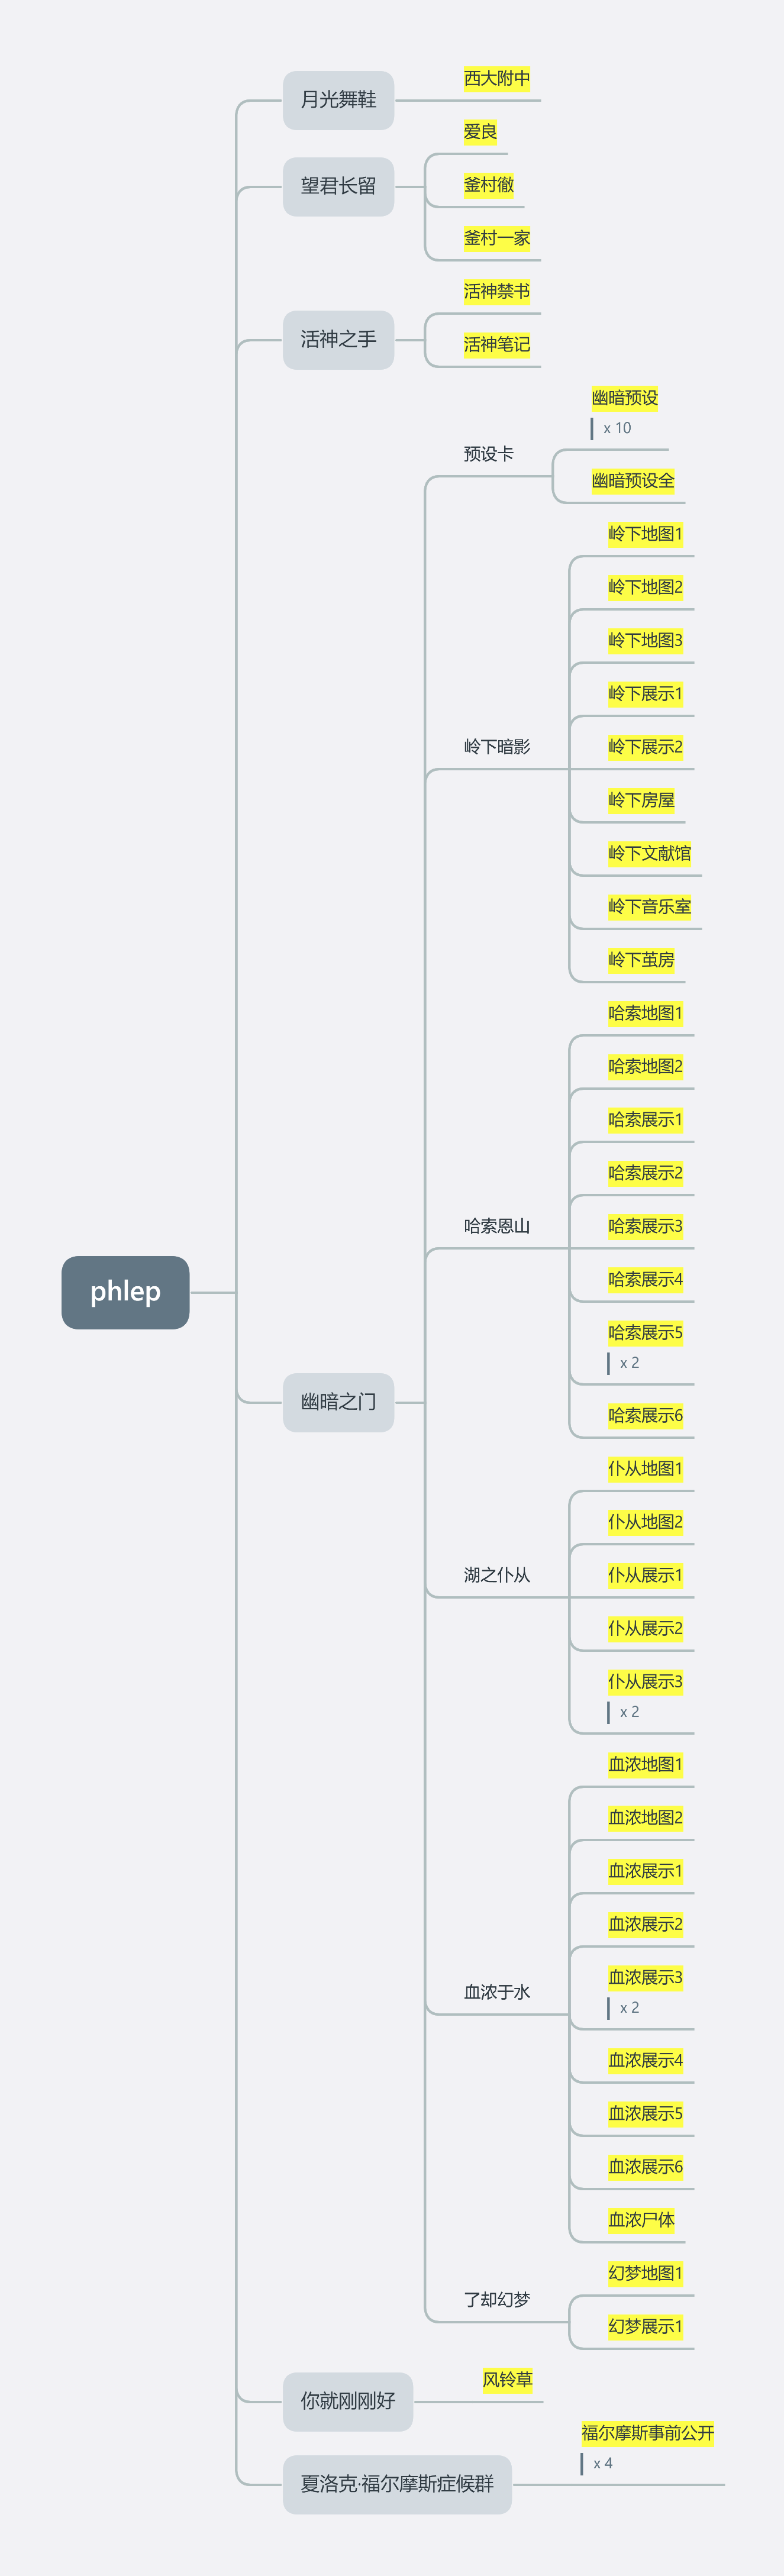 phlep
月光舞鞋
西大附中
望君长留
爱良
釜村徹
釜村一家
活神之手
活神禁书
活神笔记
幽暗之门
预设卡
幽暗预设
x 10
幽暗预设全
岭下暗影
岭下地图1
岭下地图2
岭下地图3
岭下展示1
岭下展示2
岭下房屋
岭下文献馆
岭下音乐室
岭下茧房
哈索恩山
哈索地图1
哈索地图2
哈索展示1
哈索展示2
哈索展示3
哈索展示4
哈索展示5
x 2
哈索展示6
湖之仆从
仆从地图1
仆从地图2
仆从展示1
仆从展示2
仆从展示3
x 2
血浓于水
血浓地图1
血浓地图2
血浓展示1
血浓展示2
血浓展示3
x 2
血浓展示4
血浓展示5
血浓展示6
血浓尸体
了却幻梦
幻梦地图1
幻梦展示1
你就刚刚好
风铃草
夏洛克·福尔摩斯症候群
福尔摩斯事前公开
x 4